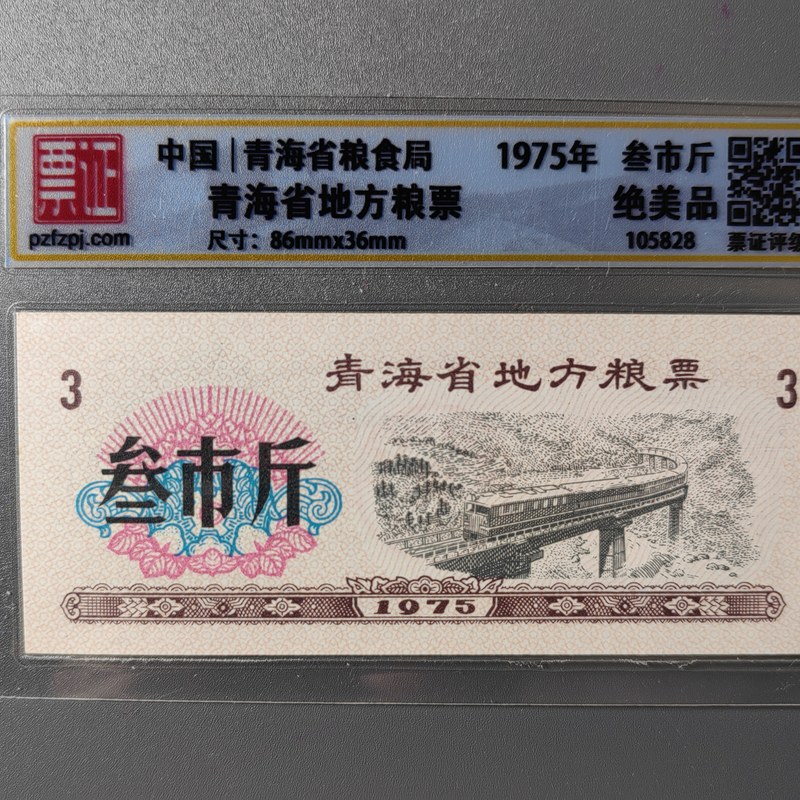 票证
pzfzpj.com
中国|青海省粮食局 1975年 叁市斤
青海省地方粮票 绝美品
尺寸：86mmx36mm 105828 票证评级
3 青海省地方粮票 3
叁市斤
1975